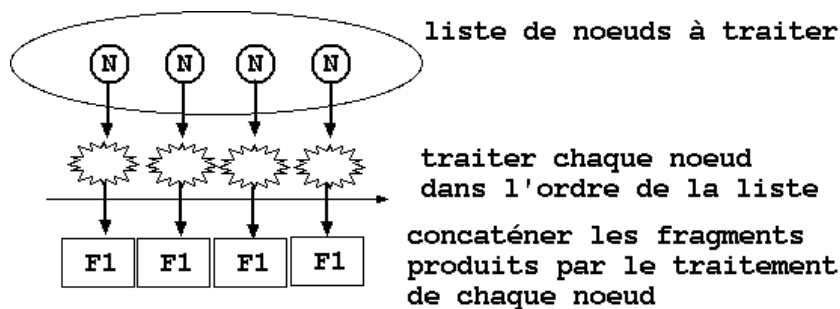 liste de noeuds à traiter
N N N N
traiter chaque noeud
dans l'ordre de la liste
F1 F1 F1 F1
concaténer les fragments
produits par le traitement
de chaque noeud